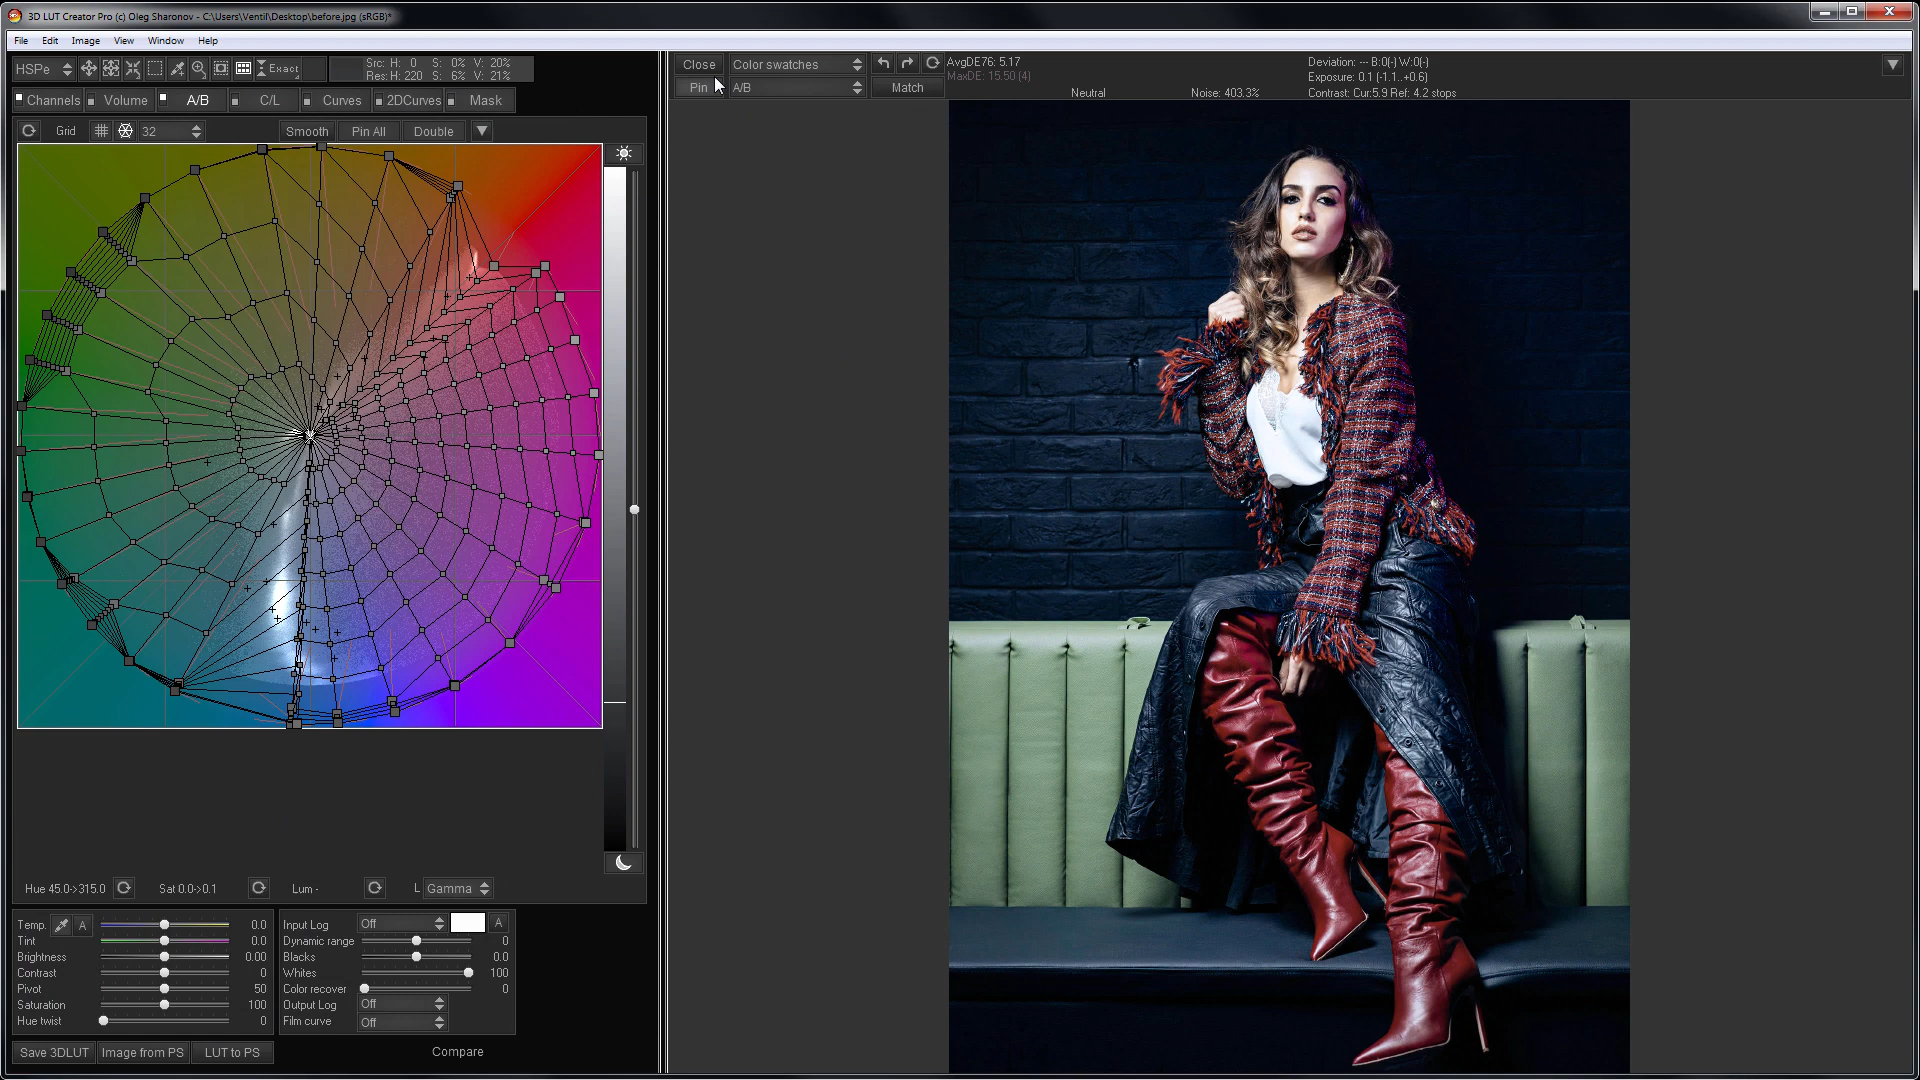 3D LUT Creator Pro (c) Oleg Sharonov - C:\Users\Ventil\Desktop\before.jpg (sRGB)*
File Edit Image View Window Help
HSPe Exact Src: H: 0 S: 0% V: 20%
Res: H: 220 S: 6% V: 21%
Channels Volume A/B C/L Curves 2DCurves Mask
Grid 32 Smooth Pin All Double
Close Color swatches AvgDE76: 5.17
MaxDE: 15.50 (4)
Pin A/B Match Neutral Noise: 403.3%
Deviation: --- B:0(-) W:0(-)
Exposure: 0.1 (-1.1..+0.6)
Contrast: Cur:5.9 Ref: 4.2 stops
Hue 45.0->315.0 Sat 0.0->0.1 Lum - L Gamma
Temp. A 0.0
Tint 0.0
Brightness 0.00
Contrast 0
Pivot 50
Saturation 100
Hue twist 0
Input Log Off A
Dynamic range 0
Blacks 0.0
Whites 100
Color recover 0
Output Log Off
Film curve Off
Save 3DLUT Image from PS LUT to PS Compare